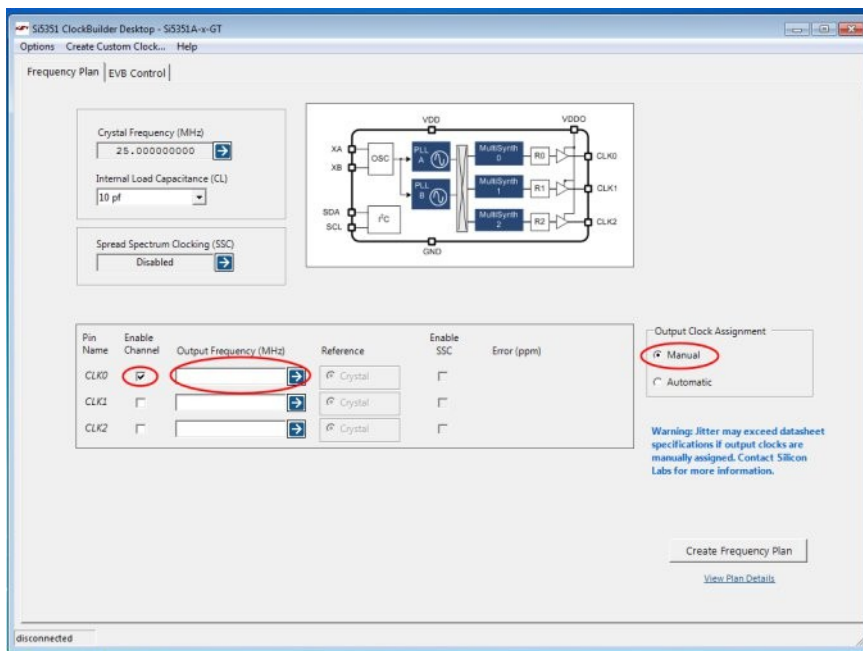 Si5351 ClockBuilder Desktop - Si5351A-x-GT
Options Create Custom Clock... Help
Frequency Plan EVB Control
Crystal Frequency (MHz)
25.000000000
Internal Load Capacitance (CL)
10 pf
Spread Spectrum Clocking (SSC)
Disabled
VDD VDDO
XA
XB
OSC
PLL
A
PLL
B
MultiSynth
0
R0
CLK0
MultiSynth
1
R1
CLK1
MultiSynth
2
R2
CLK2
SDA
SCL
I²C
GND
Pin
Name
Enable
Channel
Output Frequency (MHz)
Reference
Enable
SSC
Error (ppm)
CLK0 Crystal
CLK1 Crystal
CLK2 Crystal
Output Clock Assignment
Manual
Automatic
Warning: Jitter may exceed datasheet
specifications if output clocks are
manually assigned. Contact Silicon
Labs for more information.
Create Frequency Plan
View Plan Details
disconnected